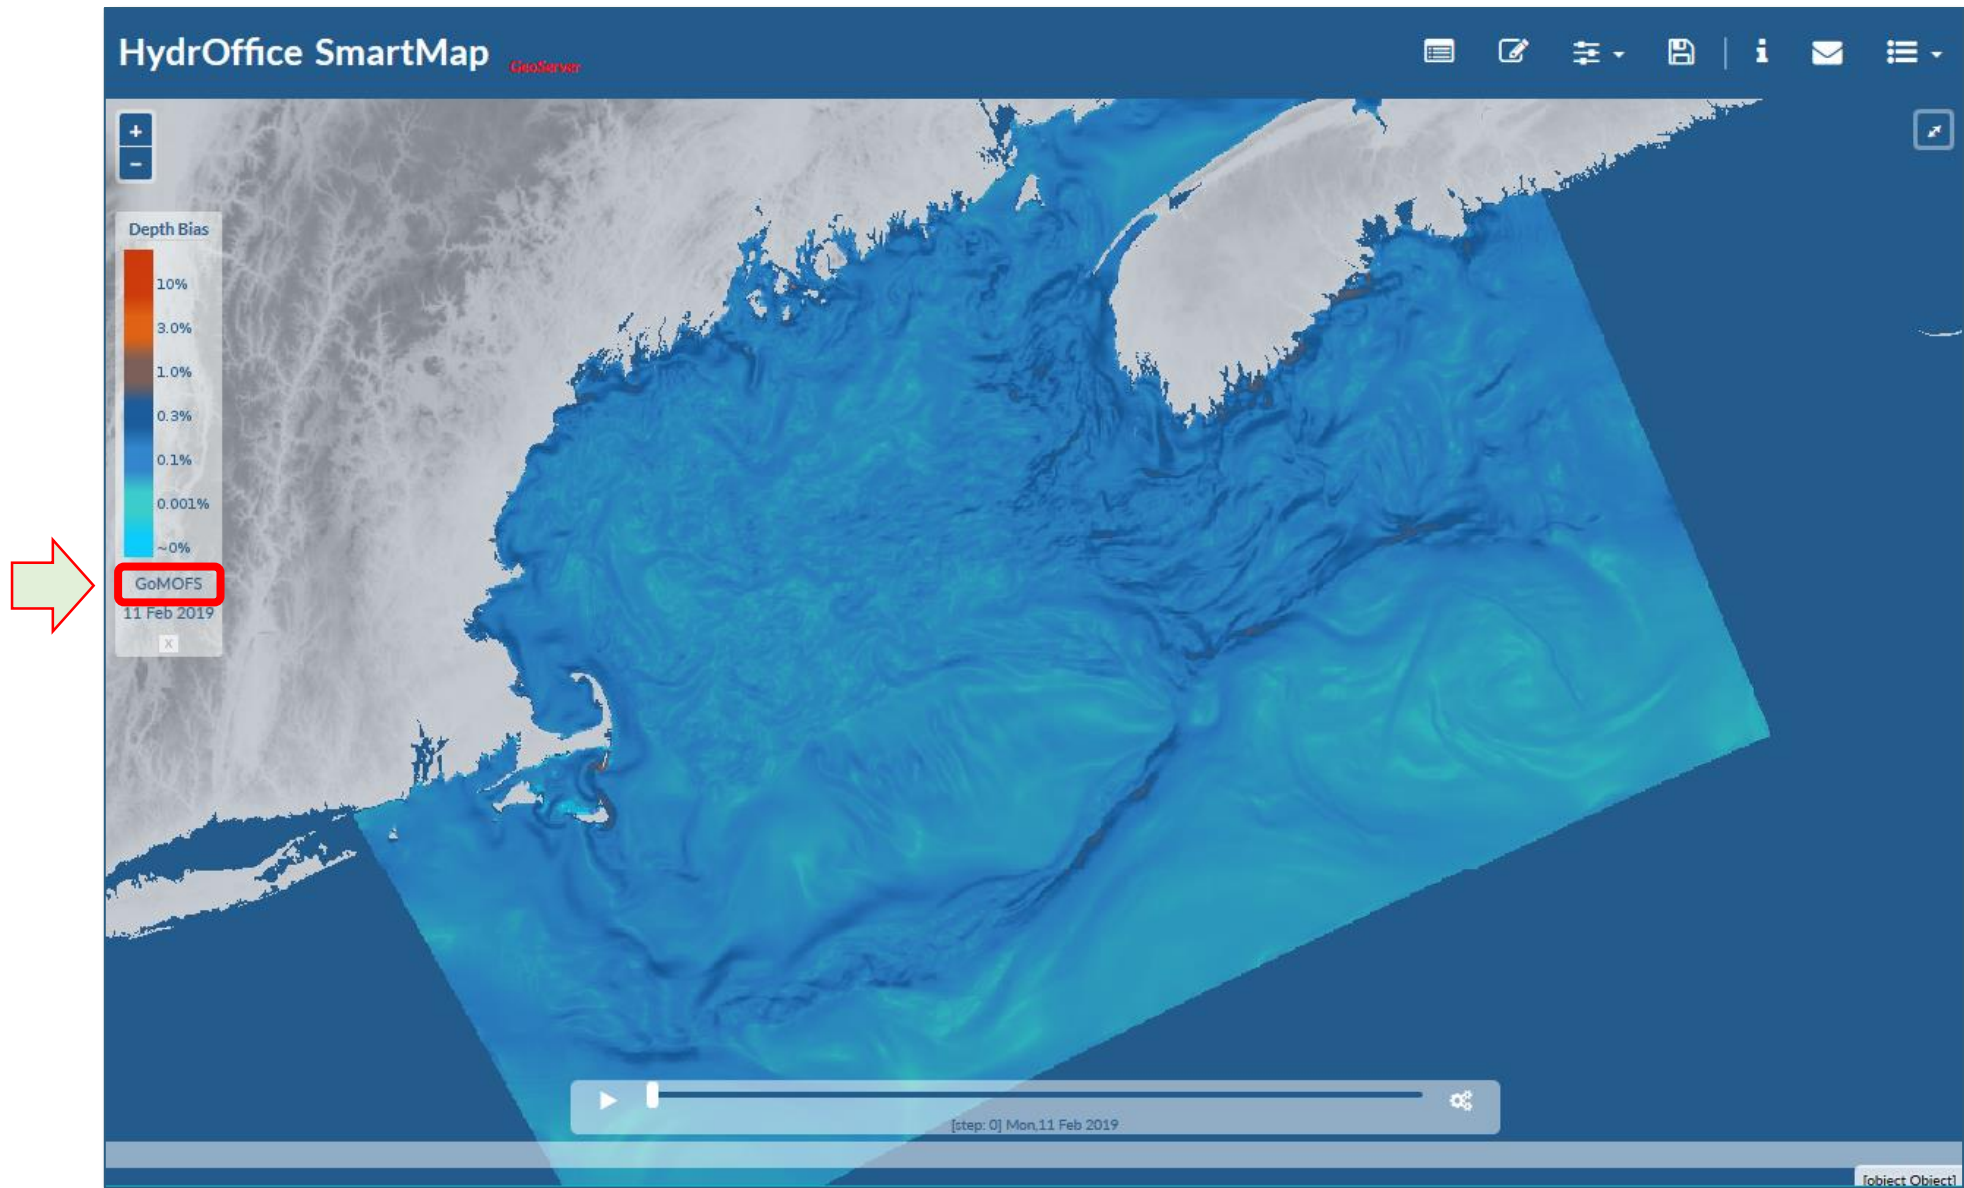 HydrOffice SmartMap GeoServer
+
-
Depth Bias
10%
3.0%
1.0%
0.3%
0.1%
0.001%
~0%
GoMOFS
11 Feb 2019
X
[step: 0] Mon,11 Feb 2019
[object Object]